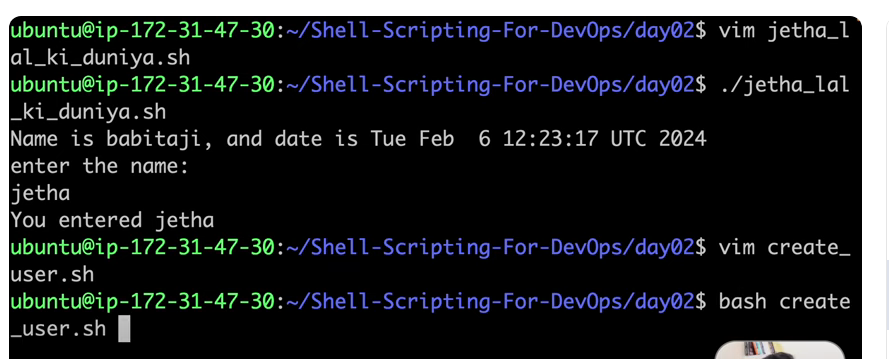 ubuntu@ip-172-31-47-30:~/Shell-Scripting-For-DevOps/day02$ vim jetha_l
al_ki_duniya.sh
ubuntu@ip-172-31-47-30:~/Shell-Scripting-For-DevOps/day02$ ./jetha_lal
_ki_duniya.sh
Name is babitaji, and date is Tue Feb  6 12:23:17 UTC 2024
enter the name:
jetha
You entered jetha
ubuntu@ip-172-31-47-30:~/Shell-Scripting-For-DevOps/day02$ vim create_
user.sh
ubuntu@ip-172-31-47-30:~/Shell-Scripting-For-DevOps/day02$ bash create
_user.sh